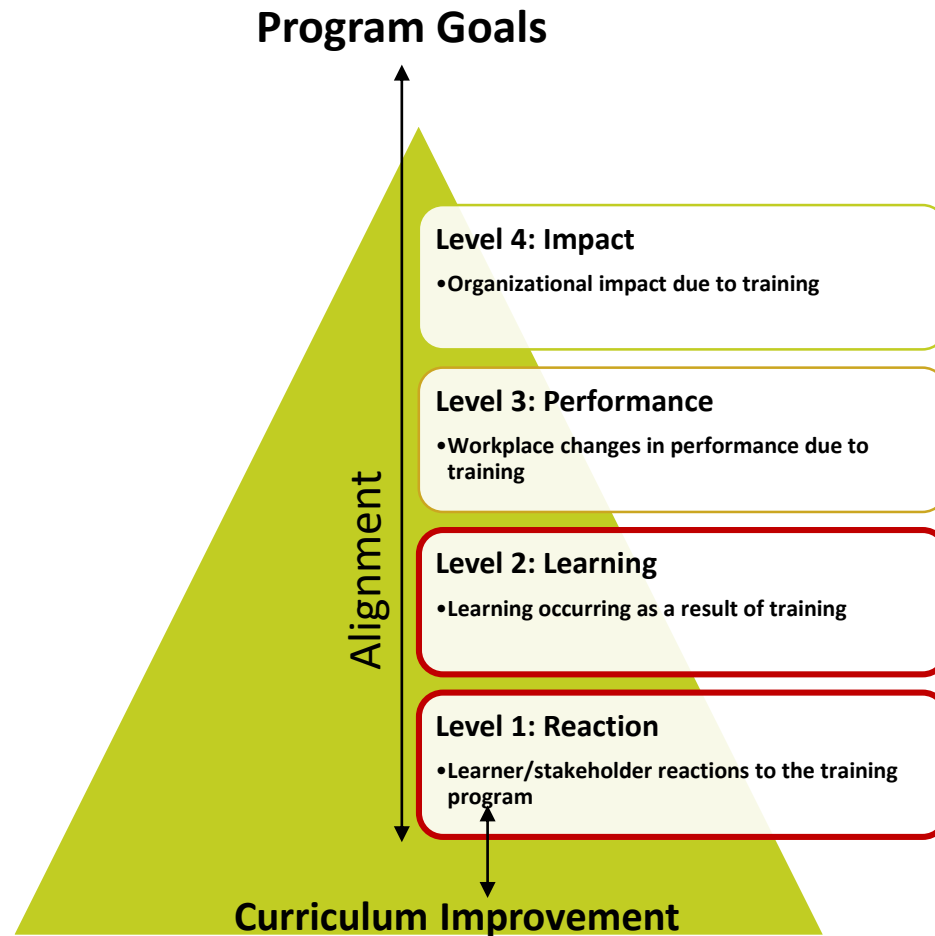 Program Goals
Level 4: Impact
•Organizational impact due to training
Level 3: Performance
•Workplace changes in performance due to
training
Alignment
Level 2: Learning
•Learning occurring as a result of training
Level 1: Reaction
•Learner/stakeholder reactions to the training
program
Curriculum Improvement